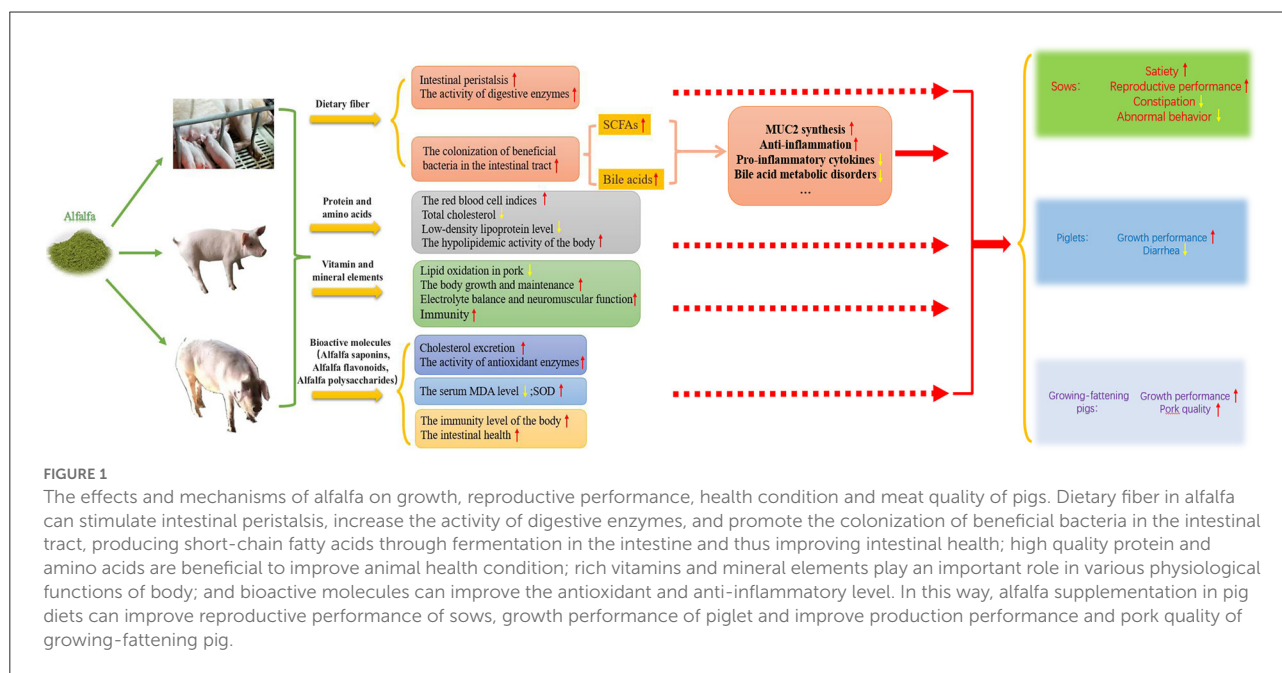 Alfalfa
Dietary fiber
Intestinal peristalsis ↑
The activity of digestive enzymes ↑
The colonization of beneficial
bacteria in the intestinal tract ↑
SCFAs ↑
Bile acids ↑
MUC2 synthesis ↑
Anti-inflammation ↑
Pro-inflammatory cytokines ↓
Bile acid metabolic disorders ↓
...
Protein and
amino acids
The red blood cell indices ↑
Total cholesterol ↓
Low-density lipoprotein level ↓
The hypolipidemic activity of the body ↑
Vitamin and
mineral elements
Lipid oxidation in pork ↓
The body growth and maintenance ↑
Electrolyte balance and neuromuscular function ↑
Immunity ↑
Bioactive molecules
(Alfalfa saponins,
Alfalfa flavonoids,
Alfalfa polysaccharides)
Cholesterol excretion ↑
The activity of antioxidant enzymes ↑
The serum MDA level ↓ ;SOD ↑
The immunity level of the body ↑
The intestinal health ↑
Sows: Satiety ↑
Reproductive performance ↑
Constipation ↓
Abnormal behavior ↓
Piglets: Growth performance ↑
Diarrhea ↓
Growing-fattening
pigs: Growth performance ↑
Pork quality ↑
FIGURE 1
The effects and mechanisms of alfalfa on growth, reproductive performance, health condition and meat quality of pigs. Dietary fiber in alfalfa
can stimulate intestinal peristalsis, increase the activity of digestive enzymes, and promote the colonization of beneficial bacteria in the intestinal
tract, producing short-chain fatty acids through fermentation in the intestine and thus improving intestinal health; high quality protein and
amino acids are beneficial to improve animal health condition; rich vitamins and mineral elements play an important role in various physiological
functions of body; and bioactive molecules can improve the antioxidant and anti-inflammatory level. In this way, alfalfa supplementation in pig
diets can improve reproductive performance of sows, growth performance of piglet and improve production performance and pork quality of
growing-fattening pig.